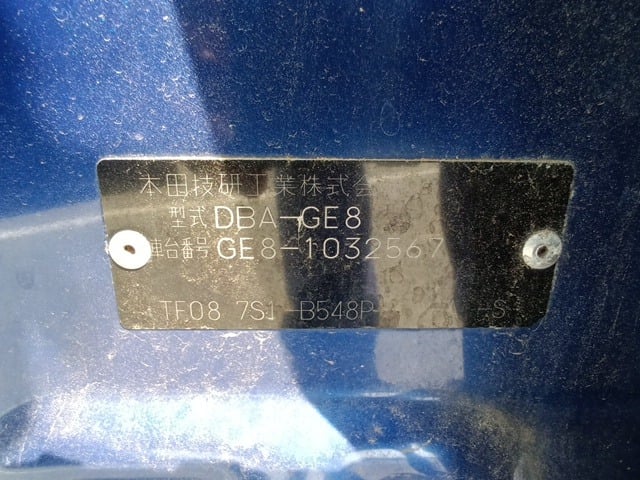 本田技研工業株式会
型式 DBA-GE8
車台番号 GE8-1032567
TF08 7S1 -B548P- -S